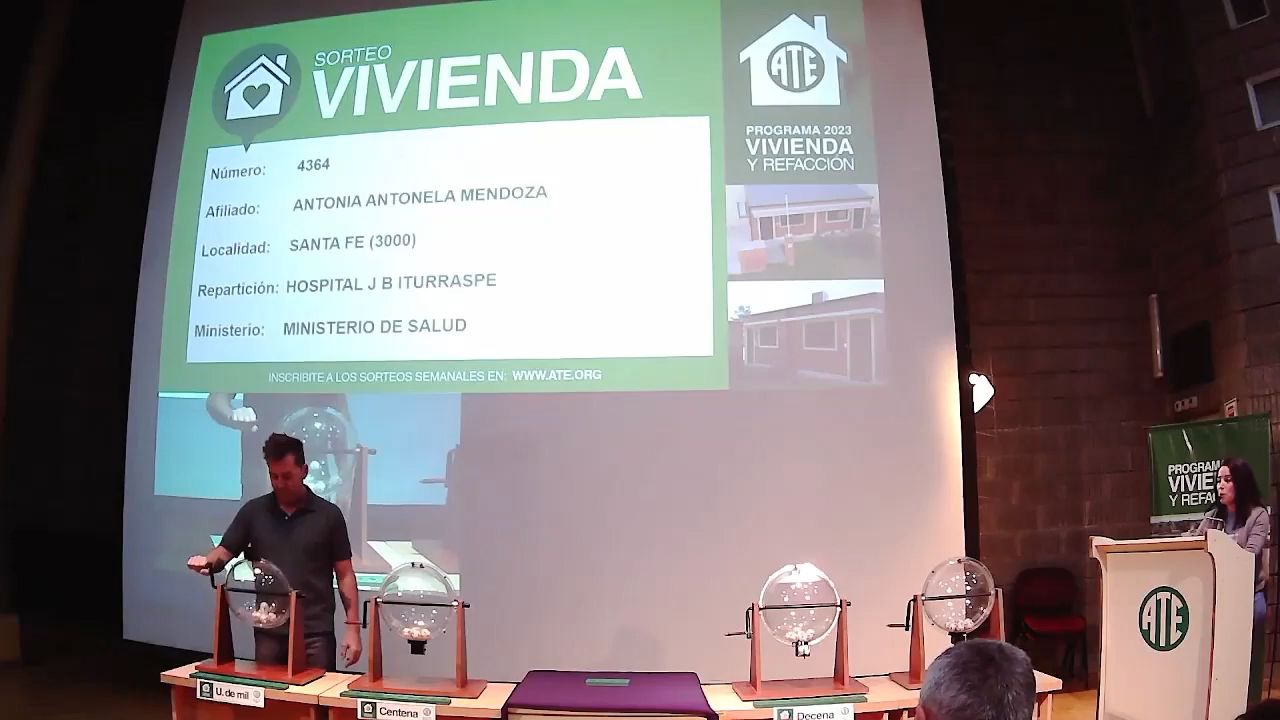 SORTEO
VIVIENDA
Número: 4364
Afiliado: ANTONIA ANTONELA MENDOZA
Localidad: SANTA FE (3000)
Repartición: HOSPITAL J B ITURRASPE
Ministerio: MINISTERIO DE SALUD
INSCRIBITE A LOS SORTEOS SEMANALES EN: WWW.ATE.ORG
ATE
PROGRAMA 2023
VIVIENDA
Y REFACCIÓN
PROGRAM
VIVIE
Y REFA
ATE
U. de mil
Centena
Decena